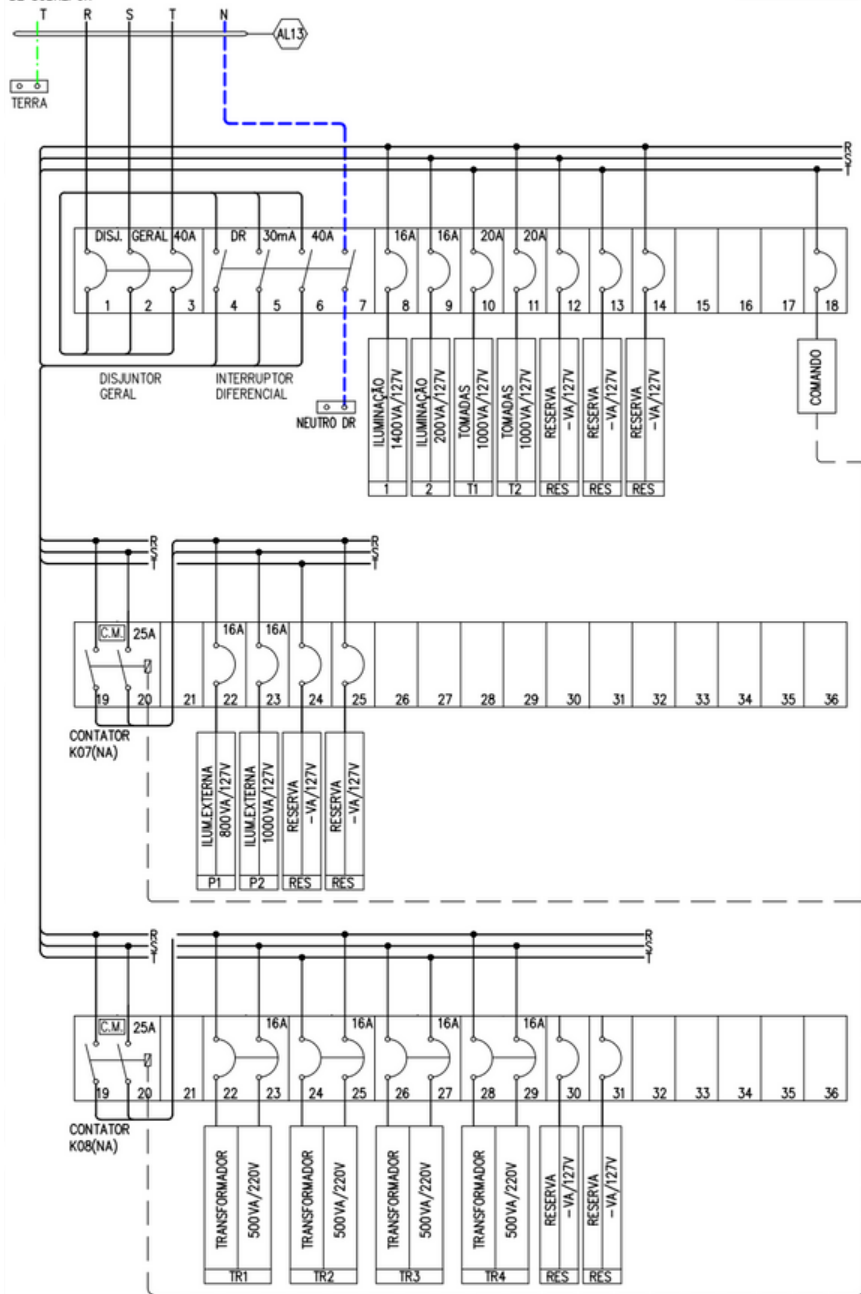 T R S T N
AL13
TERRA
R
S
T
DISJ. GERAL 40A DR 30mA 40A 16A 16A 20A 20A
1 2 3 4 5 6 7 8 9 10 11 12 13 14 15 16 17 18
DISJUNTOR
GERAL
INTERRUPTOR
DIFERENCIAL
NEUTRO DR
ILUMINAÇÃO
1400VA/127V
1
ILUMINAÇÃO
200VA/127V
2
TOMADAS
1000VA/127V
T1
TOMADAS
1000VA/127V
T2
RESERVA
-VA/127V
RES
RESERVA
-VA/127V
RES
RESERVA
-VA/127V
RES
COMANDO
R
S
T
R
S
T
C.M. 25A 16A 16A
19 20 21 22 23 24 25 26 27 28 29 30 31 32 33 34 35 36
CONTATOR
K07(NA)
ILUM.EXTERNA
800VA/127V
P1
ILUM.EXTERNA
1000VA/127V
P2
RESERVA
-VA/127V
RES
RESERVA
-VA/127V
RES
R
S
T
R
S
T
C.M. 25A 16A 16A 16A 16A
19 20 21 22 23 24 25 26 27 28 29 30 31 32 33 34 35 36
CONTATOR
K08(NA)
TRANSFORMADOR
500VA/220V
TR1
TRANSFORMADOR
500VA/220V
TR2
TRANSFORMADOR
500VA/220V
TR3
TRANSFORMADOR
500VA/220V
TR4
RESERVA
-VA/127V
RES
RESERVA
-VA/127V
RES